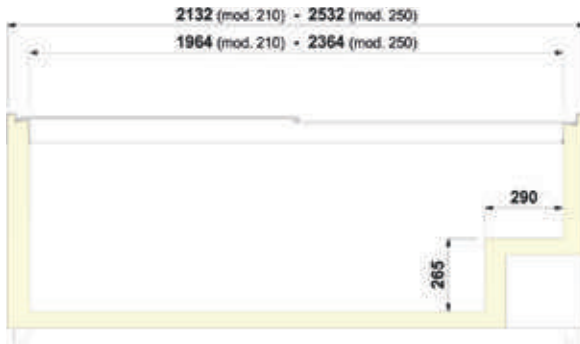 2132 (mod. 210) - 2532 (mod. 250)
1964 (mod. 210) - 2364 (mod. 250)
290
265